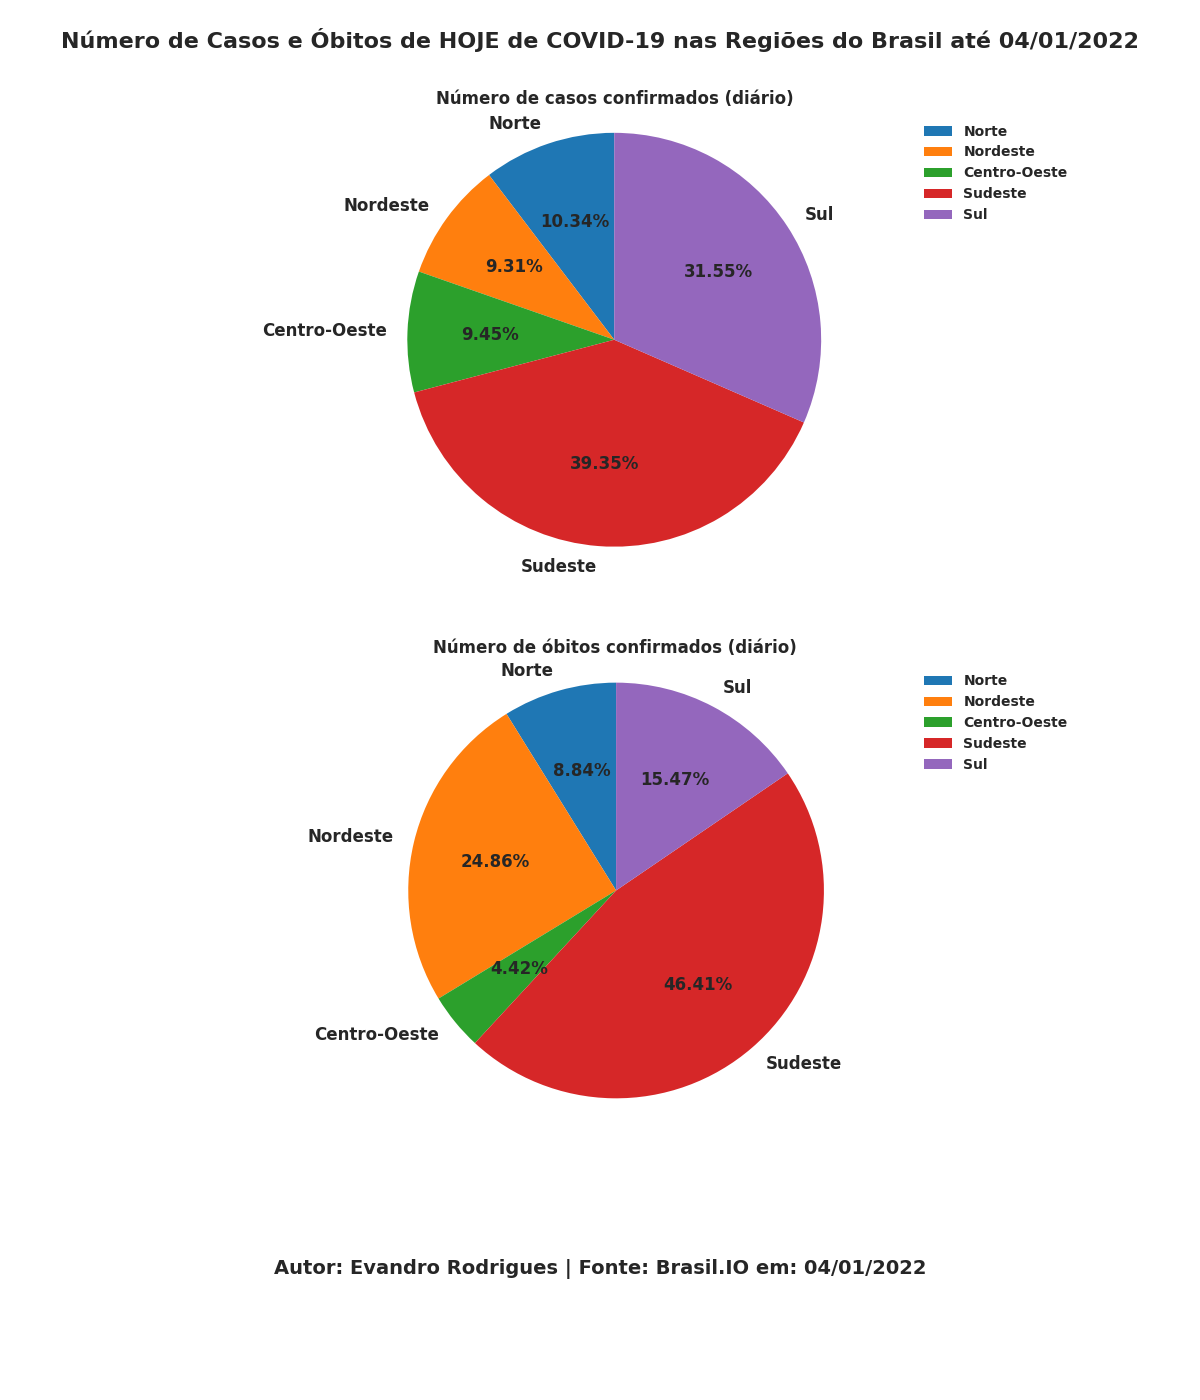 Número de Casos e Óbitos de HOJE de COVID-19 nas Regiões do Brasil até 04/01/2022
Número de casos confirmados (diário)
Norte
Nordeste
Centro-Oeste
Sudeste
Sul
10.34%
9.31%
9.45%
39.35%
31.55%
Norte
Nordeste
Centro-Oeste
Sudeste
Sul
Número de óbitos confirmados (diário)
Norte
Nordeste
Centro-Oeste
Sudeste
Sul
8.84%
24.86%
4.42%
46.41%
15.47%
Norte
Nordeste
Centro-Oeste
Sudeste
Sul
Autor: Evandro Rodrigues | Fonte: Brasil.IO em: 04/01/2022